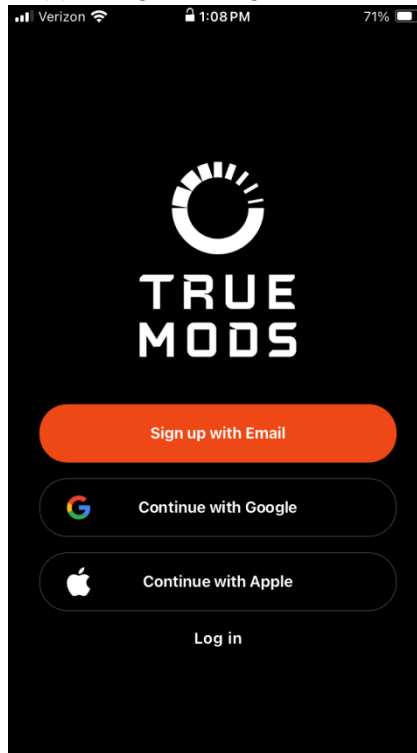 Verizon 1:08 PM 71%
TRUE
MODS
Sign up with Email
Continue with Google
Continue with Apple
Log in